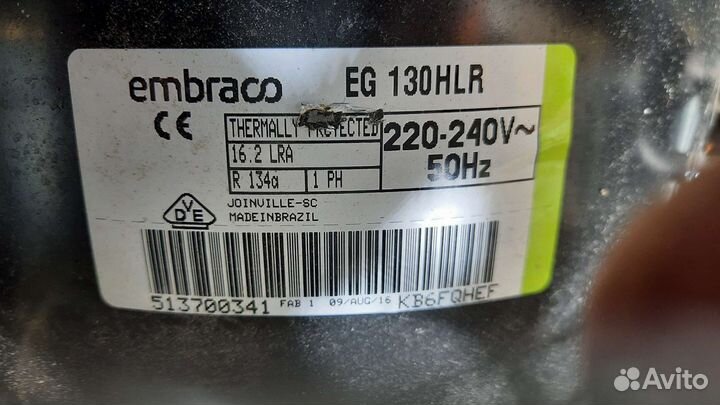 embraco EG 130HLR
CE
THERMALLY PROTECTED
220-240V~
16.2 LRA
50Hz
R 134a 1 PH
VDE
JOINVILLE-SC
MADEINBRAZIL
513700341 FAB 1 09/AUG/16 KB6FQHEF
Avito